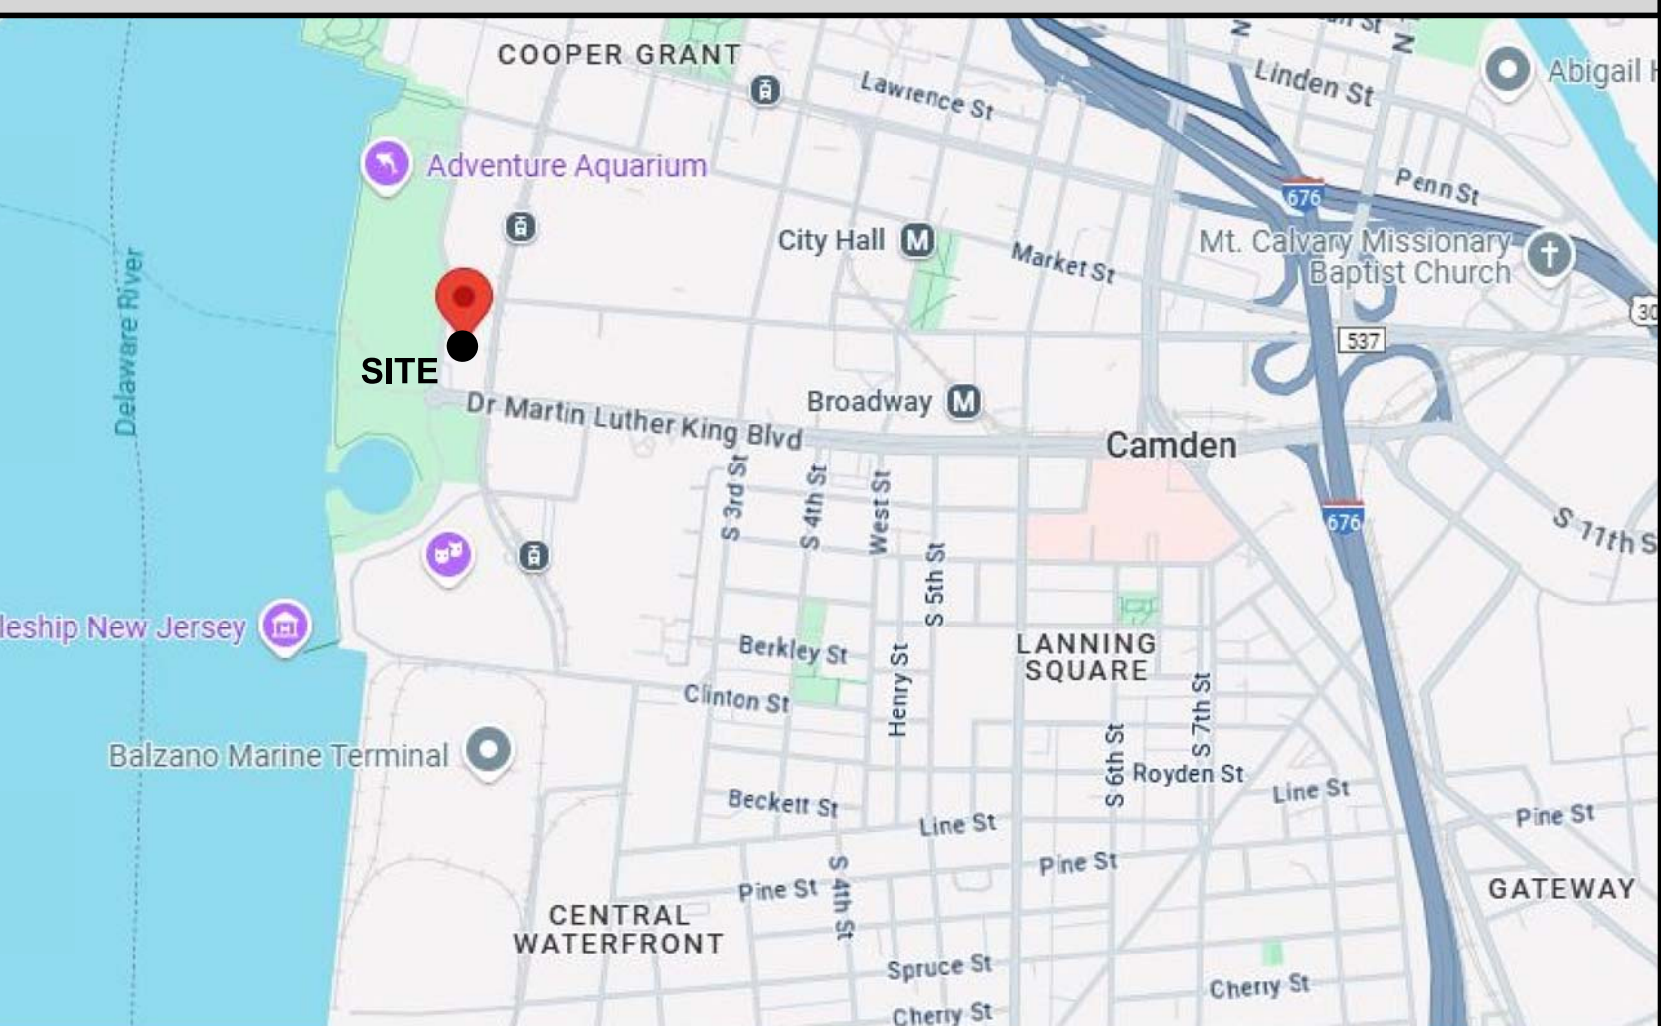 COOPER GRANT
Lawrence St
Linden St
Abigail
Adventure Aquarium
Penn St
676
City Hall
M
Market St
Mt. Calvary Missionary
Baptist Church
30
537
Delaware River
SITE
Dr Martin Luther King Blvd
Broadway
M
Camden
S 3rd St
S 4th St
West St
S 5th St
676
S 11th S
leship New Jersey
Berkley St
Clinton St
Henry St
LANNING
SQUARE
S 7th St
S 6th St
Balzano Marine Terminal
Royden St
Line St
Beckett St
Line St
Pine St
Pine St
Pine St
S 4th St
GATEWAY
CENTRAL
WATERFRONT
Spruce St
Cherry St
Cherry St